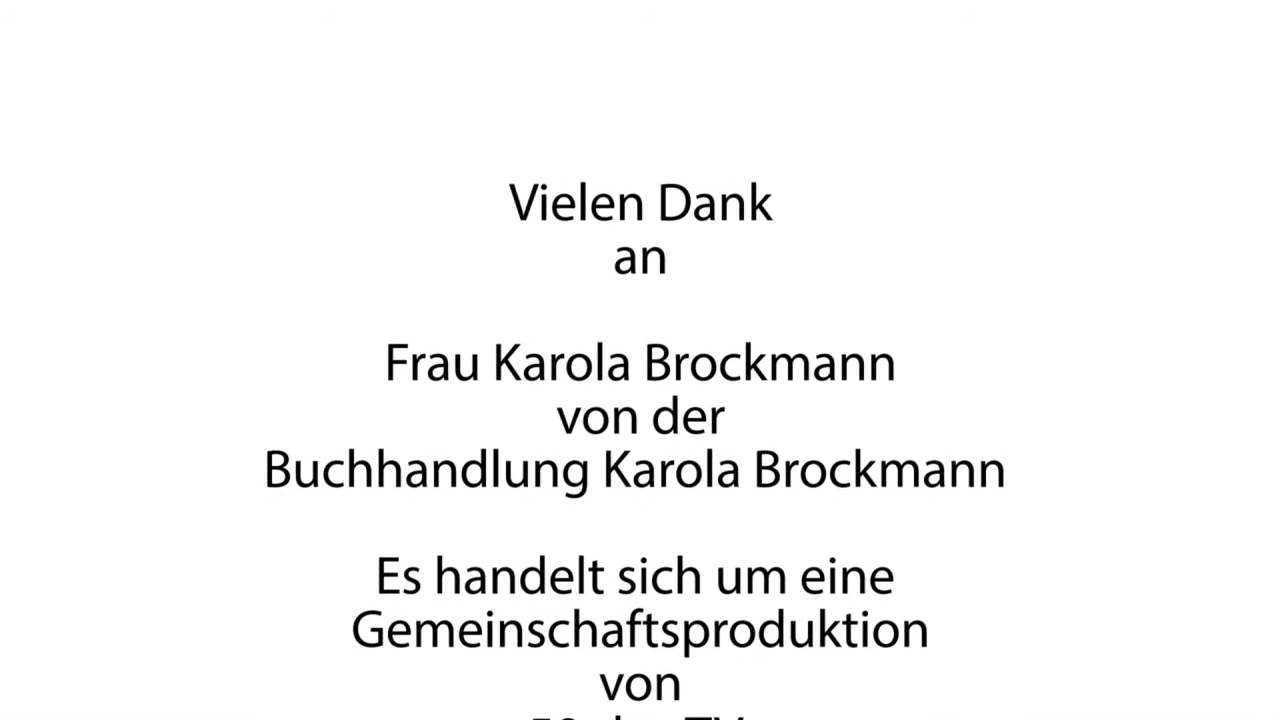 Vielen Dank
an
Frau Karola Brockmann
von der
Buchhandlung Karola Brockmann
Es handelt sich um eine
Gemeinschaftsproduktion
von